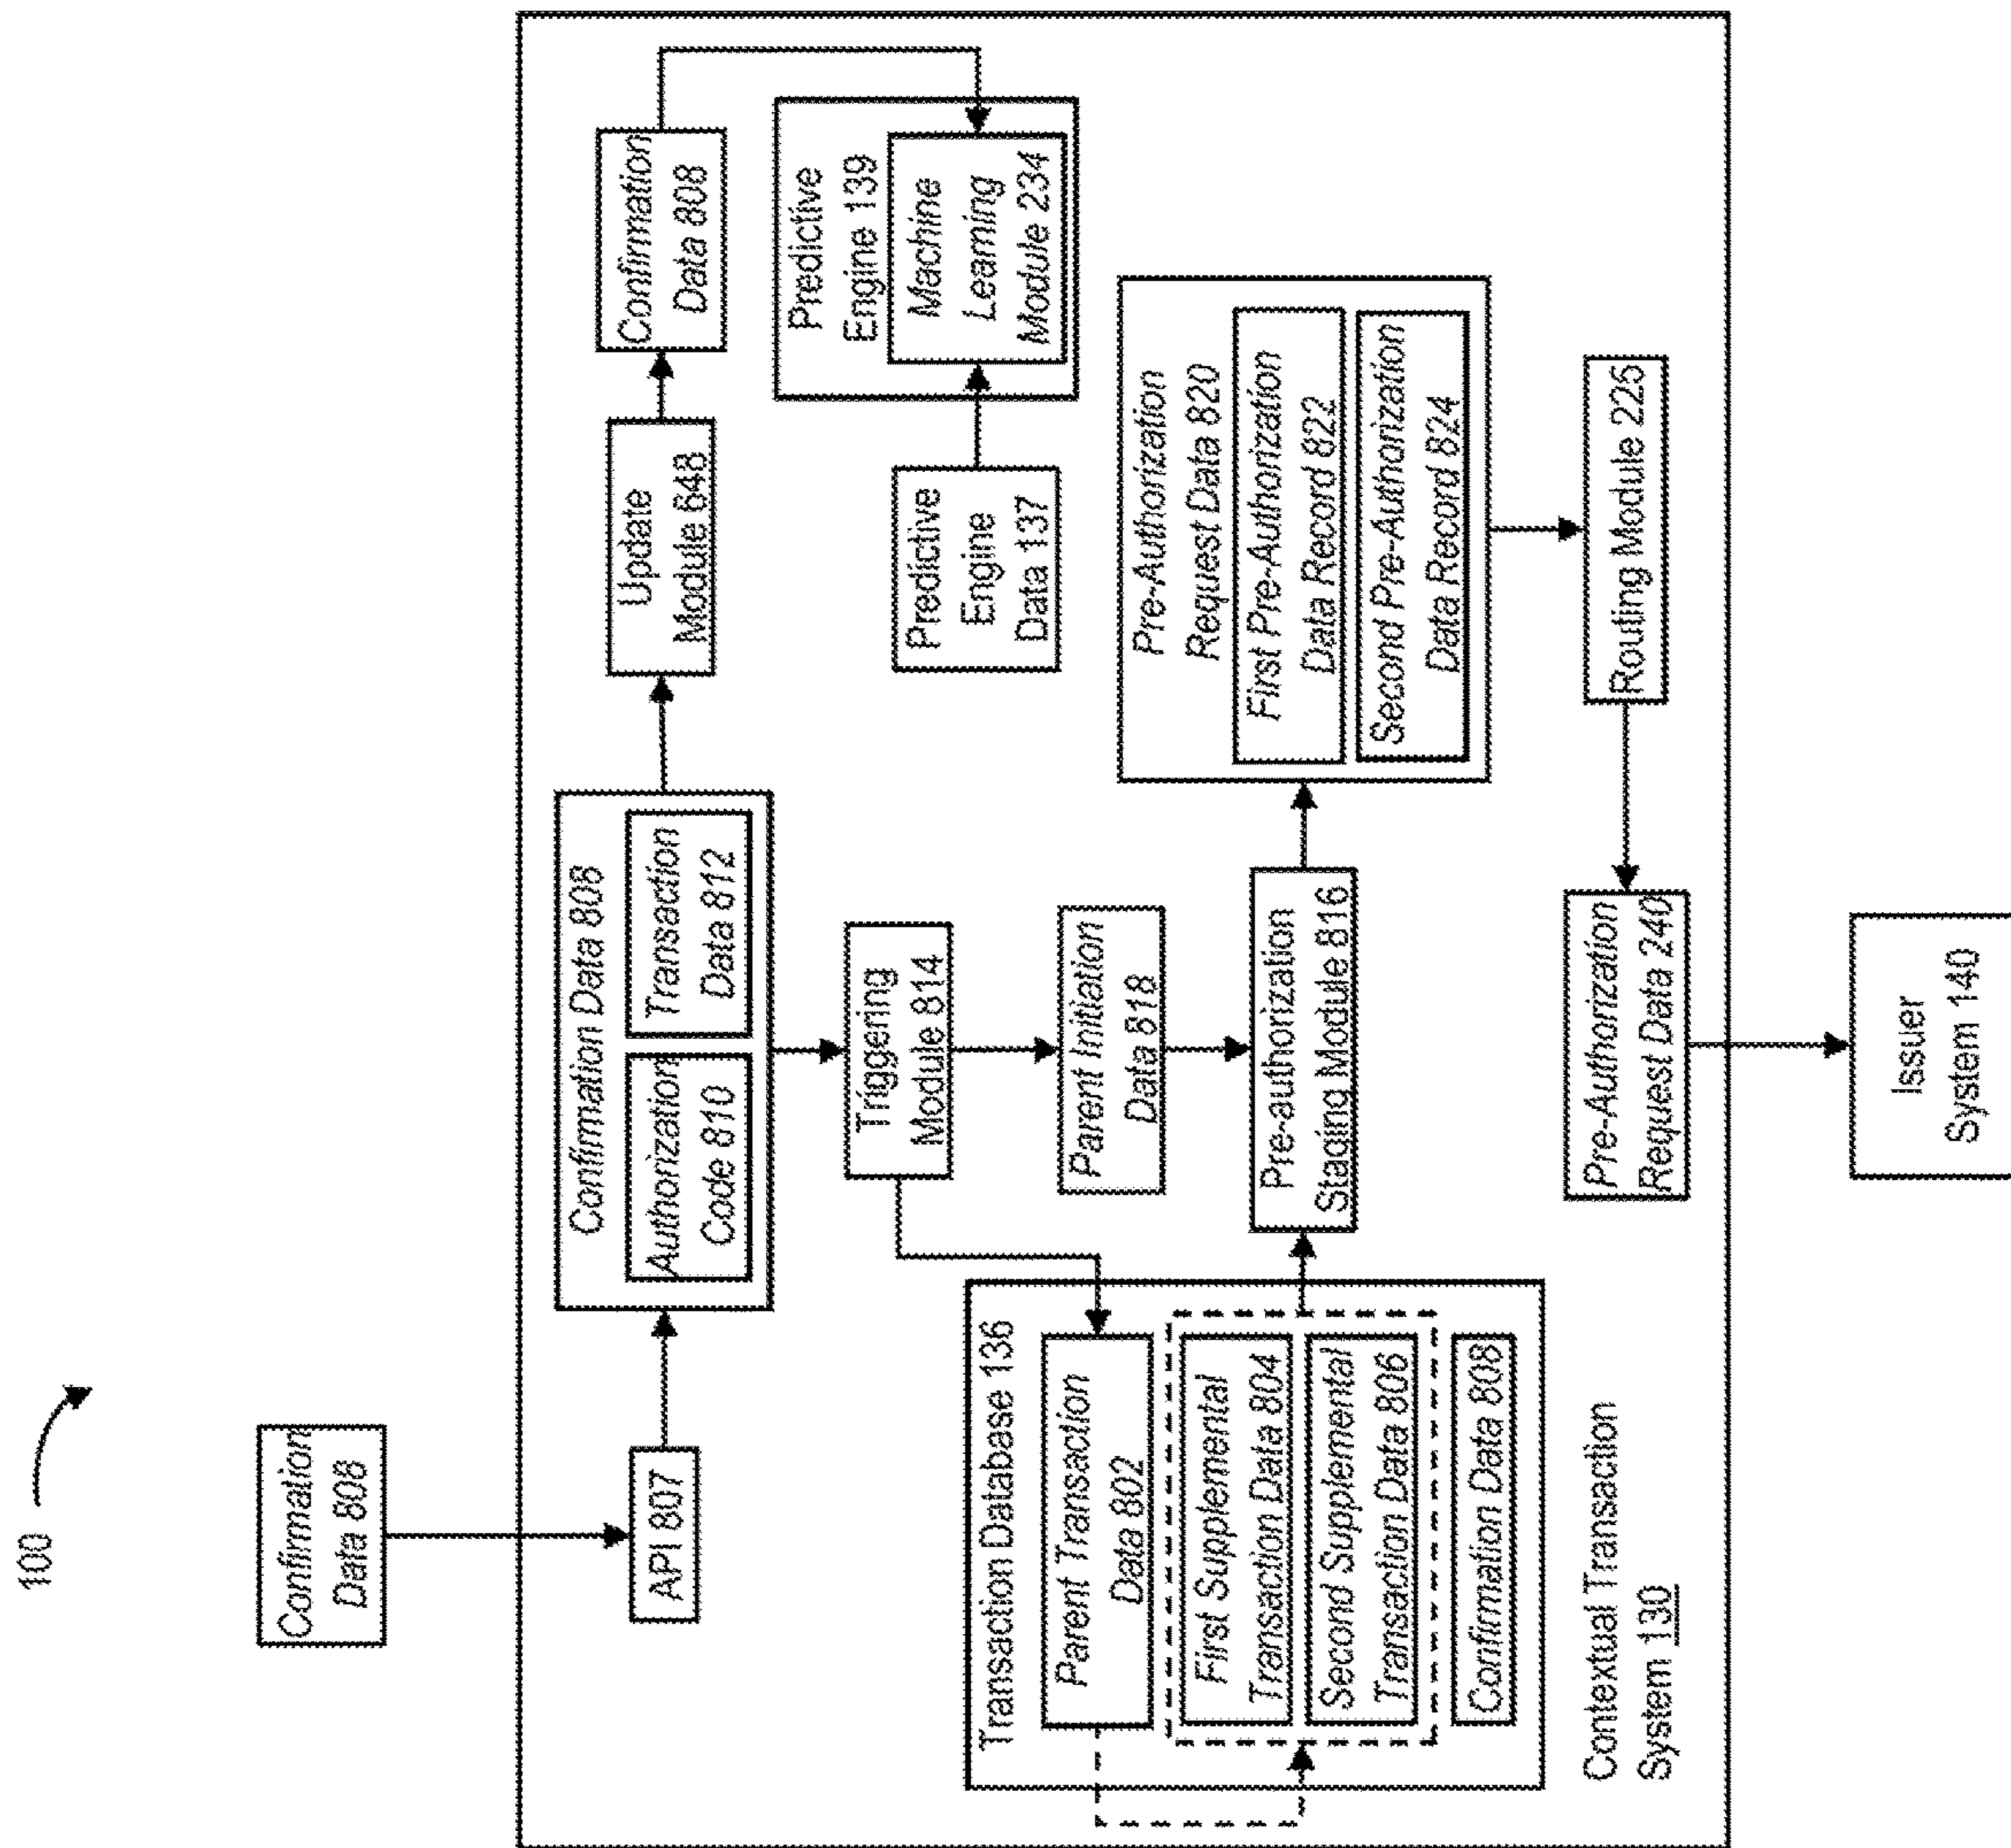 100
Confirmation
Data 808
API 807
Confirmation Data 808
Authorization
Code 810
Transaction
Data 812
Update
Module 648
Confirmation
Data 808
Predictive
Engine 139
Machine
Learning
Module 234
Predictive
Engine
Data 137
Triggering
Module 814
Parent Initiation
Data 818
Transaction Database 136
Parent Transaction
Data 802
First Supplemental
Transaction Data 804
Second Supplemental
Transaction Data 806
Confirmation Data 808
Pre-authorization
Staging Module 816
Pre-Authorization
Request Data 820
First Pre-Authorization
Data Record 822
Second Pre-Authorization
Data Record 824
Routing Module 226
Pre-Authorization
Request Data 240
Contextual Transaction
System 130
Issuer
System 140